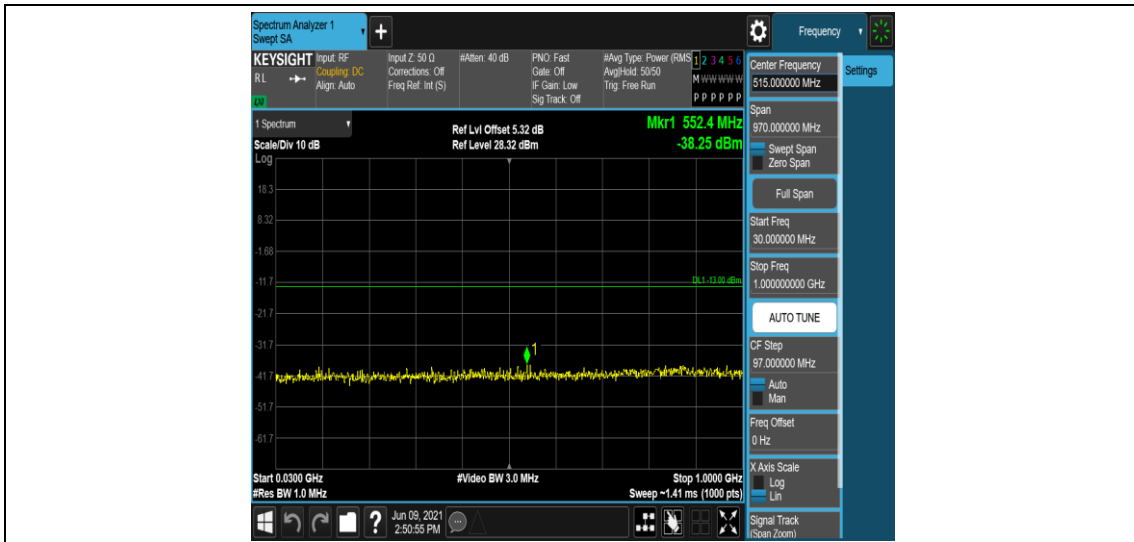 Spectrum Analyzer 1
Swept SA
+
Frequency
KEYSIGHT
RL
LXI
Input: RF
Coupling: DC
Align: Auto
Input Z: 50 Ω
Corrections: Off
Freq Ref: Int (S)
#Atten: 40 dB
PNO: Fast
Gate: Off
IF Gain: Low
Sig Track: Off
#Avg Type: Power (RMS
Avg|Hold: 50/50
Trig: Free Run
1 2 3 4 5 6
M W W W W W
P P P P P P
1 Spectrum
Scale/Div 10 dB
Ref Lvl Offset 5.32 dB
Ref Level 28.32 dBm
Mkr1 552.4 MHz
-38.25 dBm
Log
18.3
8.32
-1.68
-11.7
DL1 -13.00 dBm
-21.7
-31.7
1
-41.7
-51.7
-61.7
Start 0.0300 GHz
#Video BW 3.0 MHz
Stop 1.0000 GHz
#Res BW 1.0 MHz
Sweep ~1.41 ms (1000 pts)
?
Jun 09, 2021
2:50:55 PM
Center Frequency
515.000000 MHz
Settings
Span
970.000000 MHz
Swept Span
Zero Span
Full Span
Start Freq
30.000000 MHz
Stop Freq
1.000000000 GHz
AUTO TUNE
CF Step
97.000000 MHz
Auto
Man
Freq Offset
0 Hz
X Axis Scale
Log
Lin
Signal Track
(Span Zoom)